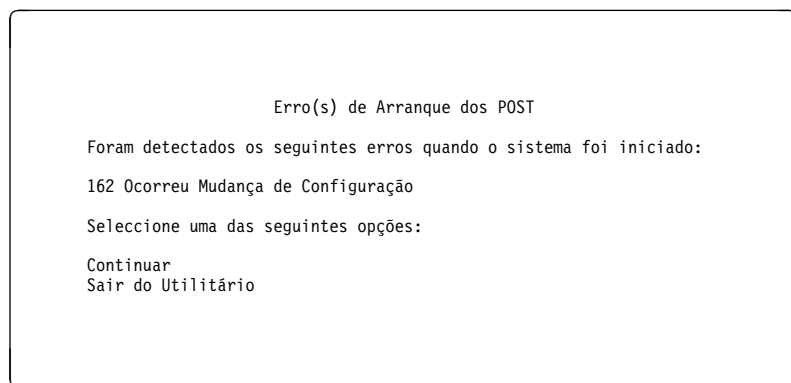 Erro(s) de Arranque dos POST
Foram detectados os seguintes erros quando o sistema foi iniciado:
162 Ocorreu Mudança de Configuração
Seleccione uma das seguintes opções:
Continuar
Sair do Utilitário